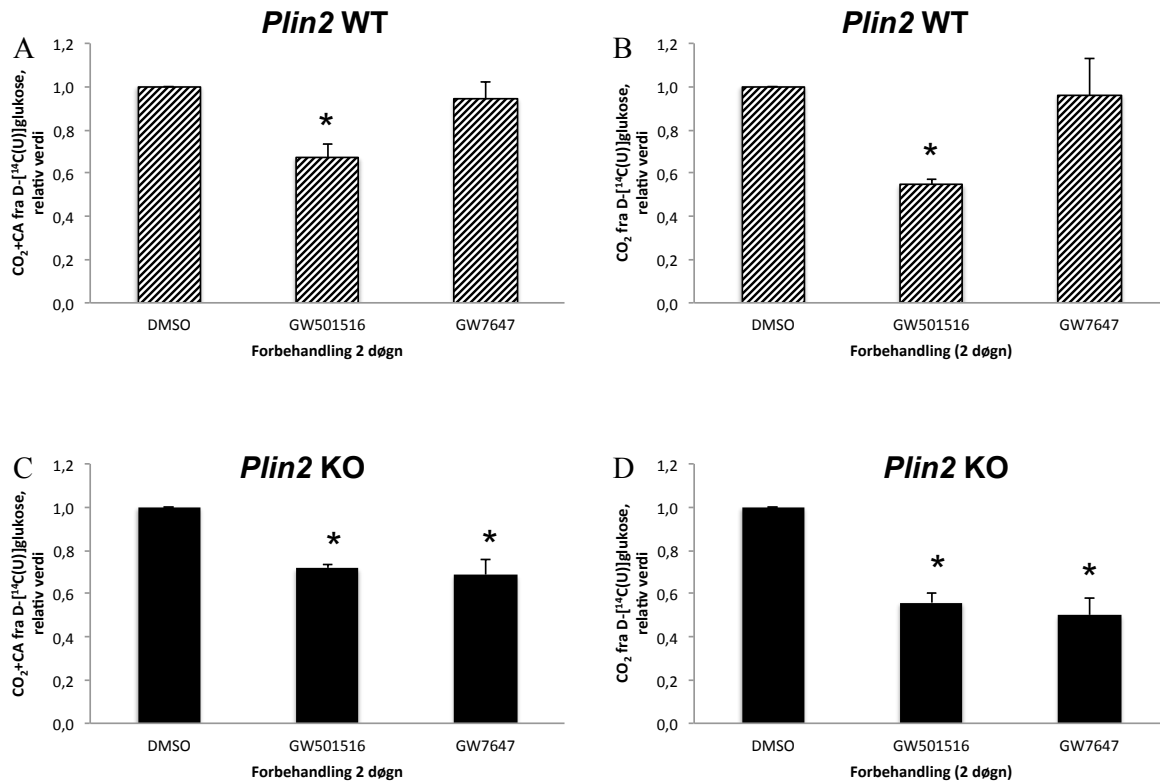 A
Plin2 WT
CO₂+CA fra D-[¹⁴C(U)]glukose,
relativ verdi
1,2
1,0
0,8
0,6
0,4
0,2
0,0
*
DMSO GW501516 GW7647
Forbehandling 2 døgn
B
Plin2 WT
CO₂ fra D-[¹⁴C(U)]glukose,
relativ verdi
1,2
1,0
0,8
0,6
0,4
0,2
0,0
*
DMSO GW501516 GW7647
Forbehandling (2 døgn)
C
Plin2 KO
CO₂+CA fra D-[¹⁴C(U)]glukose,
relativ verdi
1,2
1,0
0,8
0,6
0,4
0,2
0,0
* *
DMSO GW501516 GW7647
Forbehandling 2 døgn
D
Plin2 KO
CO₂ fra D-[¹⁴C(U)]glukose,
relativ verdi
1,2
1,0
0,8
0,6
0,4
0,2
0,0
* *
DMSO GW501516 GW7647
Forbehandling (2 døgn)